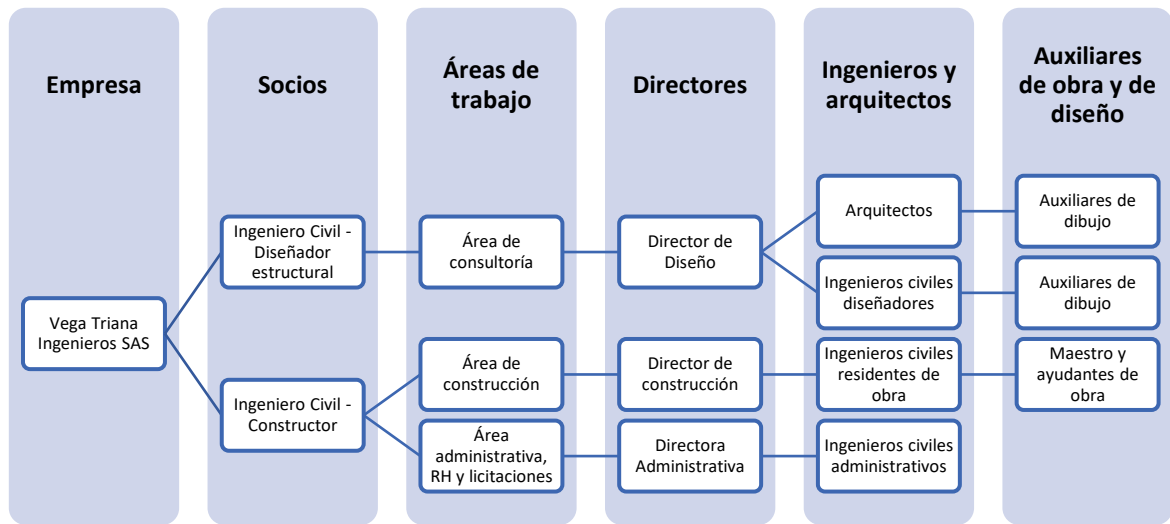 Empresa
Socios
Áreas de
trabajo
Directores
Ingenieros y
arquitectos
Auxiliares
de obra y de
diseño
Vega Triana
Ingenieros SAS
Ingeniero Civil -
Diseñador
estructural
Área de
consultoría
Director de
Diseño
Arquitectos
Auxiliares de
dibujo
Ingenieros civiles
diseñadores
Auxiliares de
dibujo
Ingeniero Civil -
Constructor
Área de
construcción
Director de
construcción
Ingenieros civiles
residentes de
obra
Maestro y
ayudantes de
obra
Área
administrativa,
RH y licitaciones
Directora
Administrativa
Ingenieros civiles
administrativos